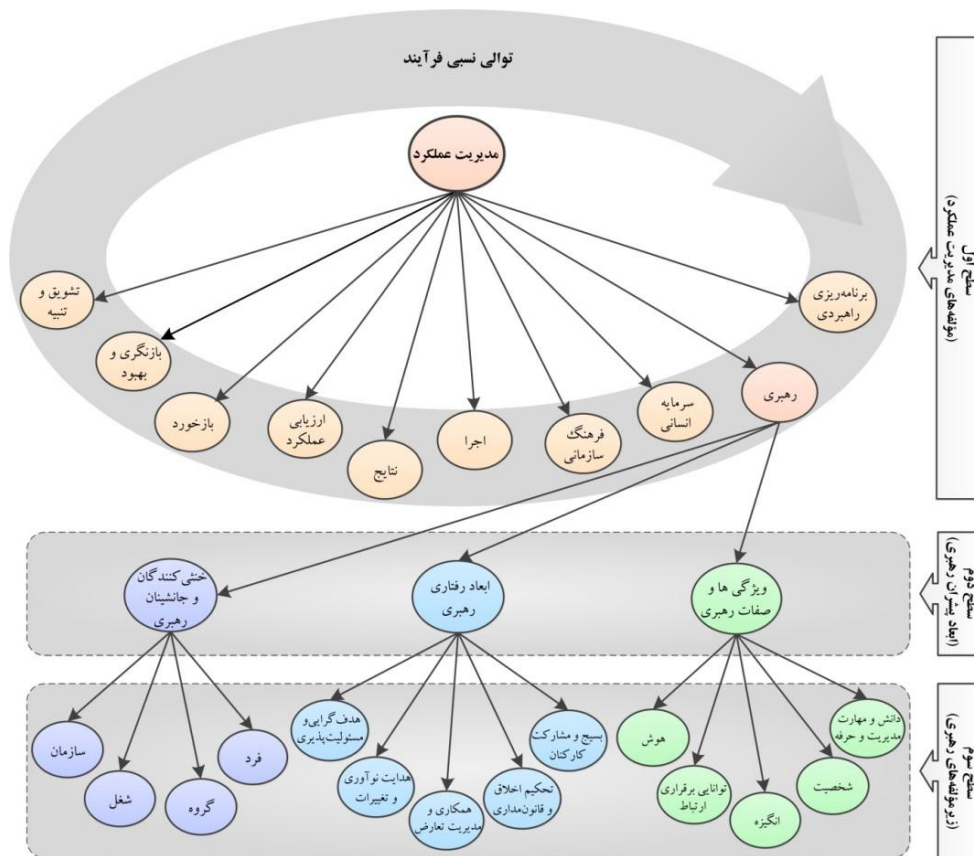 توالی نسبی فرآیند
مدیریت عملکرد
سطح اول
(مؤلفه‌های مدیریت عملکرد)
برنامه‌ریزی
راهبردی
رهبری
سرمایه
انسانی
فرهنگ
سازمانی
اجرا
نتایج
ارزیابی
عملکرد
بازخورد
بازنگری و
بهبود
تشویق و
تنبیه
سطح دوم
(ابعاد پیشران رهبری)
ویژگی ها و
صفات رهبری
ابعاد رفتاری
رهبری
خنثی‌کنندگان
و جانشینان
رهبری
سطح سوم
(زیرمؤلفه‌های رهبری)
دانش و مهارت
مدیریت و حرفه
شخصیت
انگیزه
توانایی برقراری
ارتباط
هوش
بسیج و مشارکت
کارکنان
تحکیم اخلاق
و قانون‌مداری
همکاری و
مدیریت تعارض
هدایت نوآوری
و تغییرات
هدف‌گرایی و
مسئولیت‌پذیری
فرد
گروه
شغل
سازمان